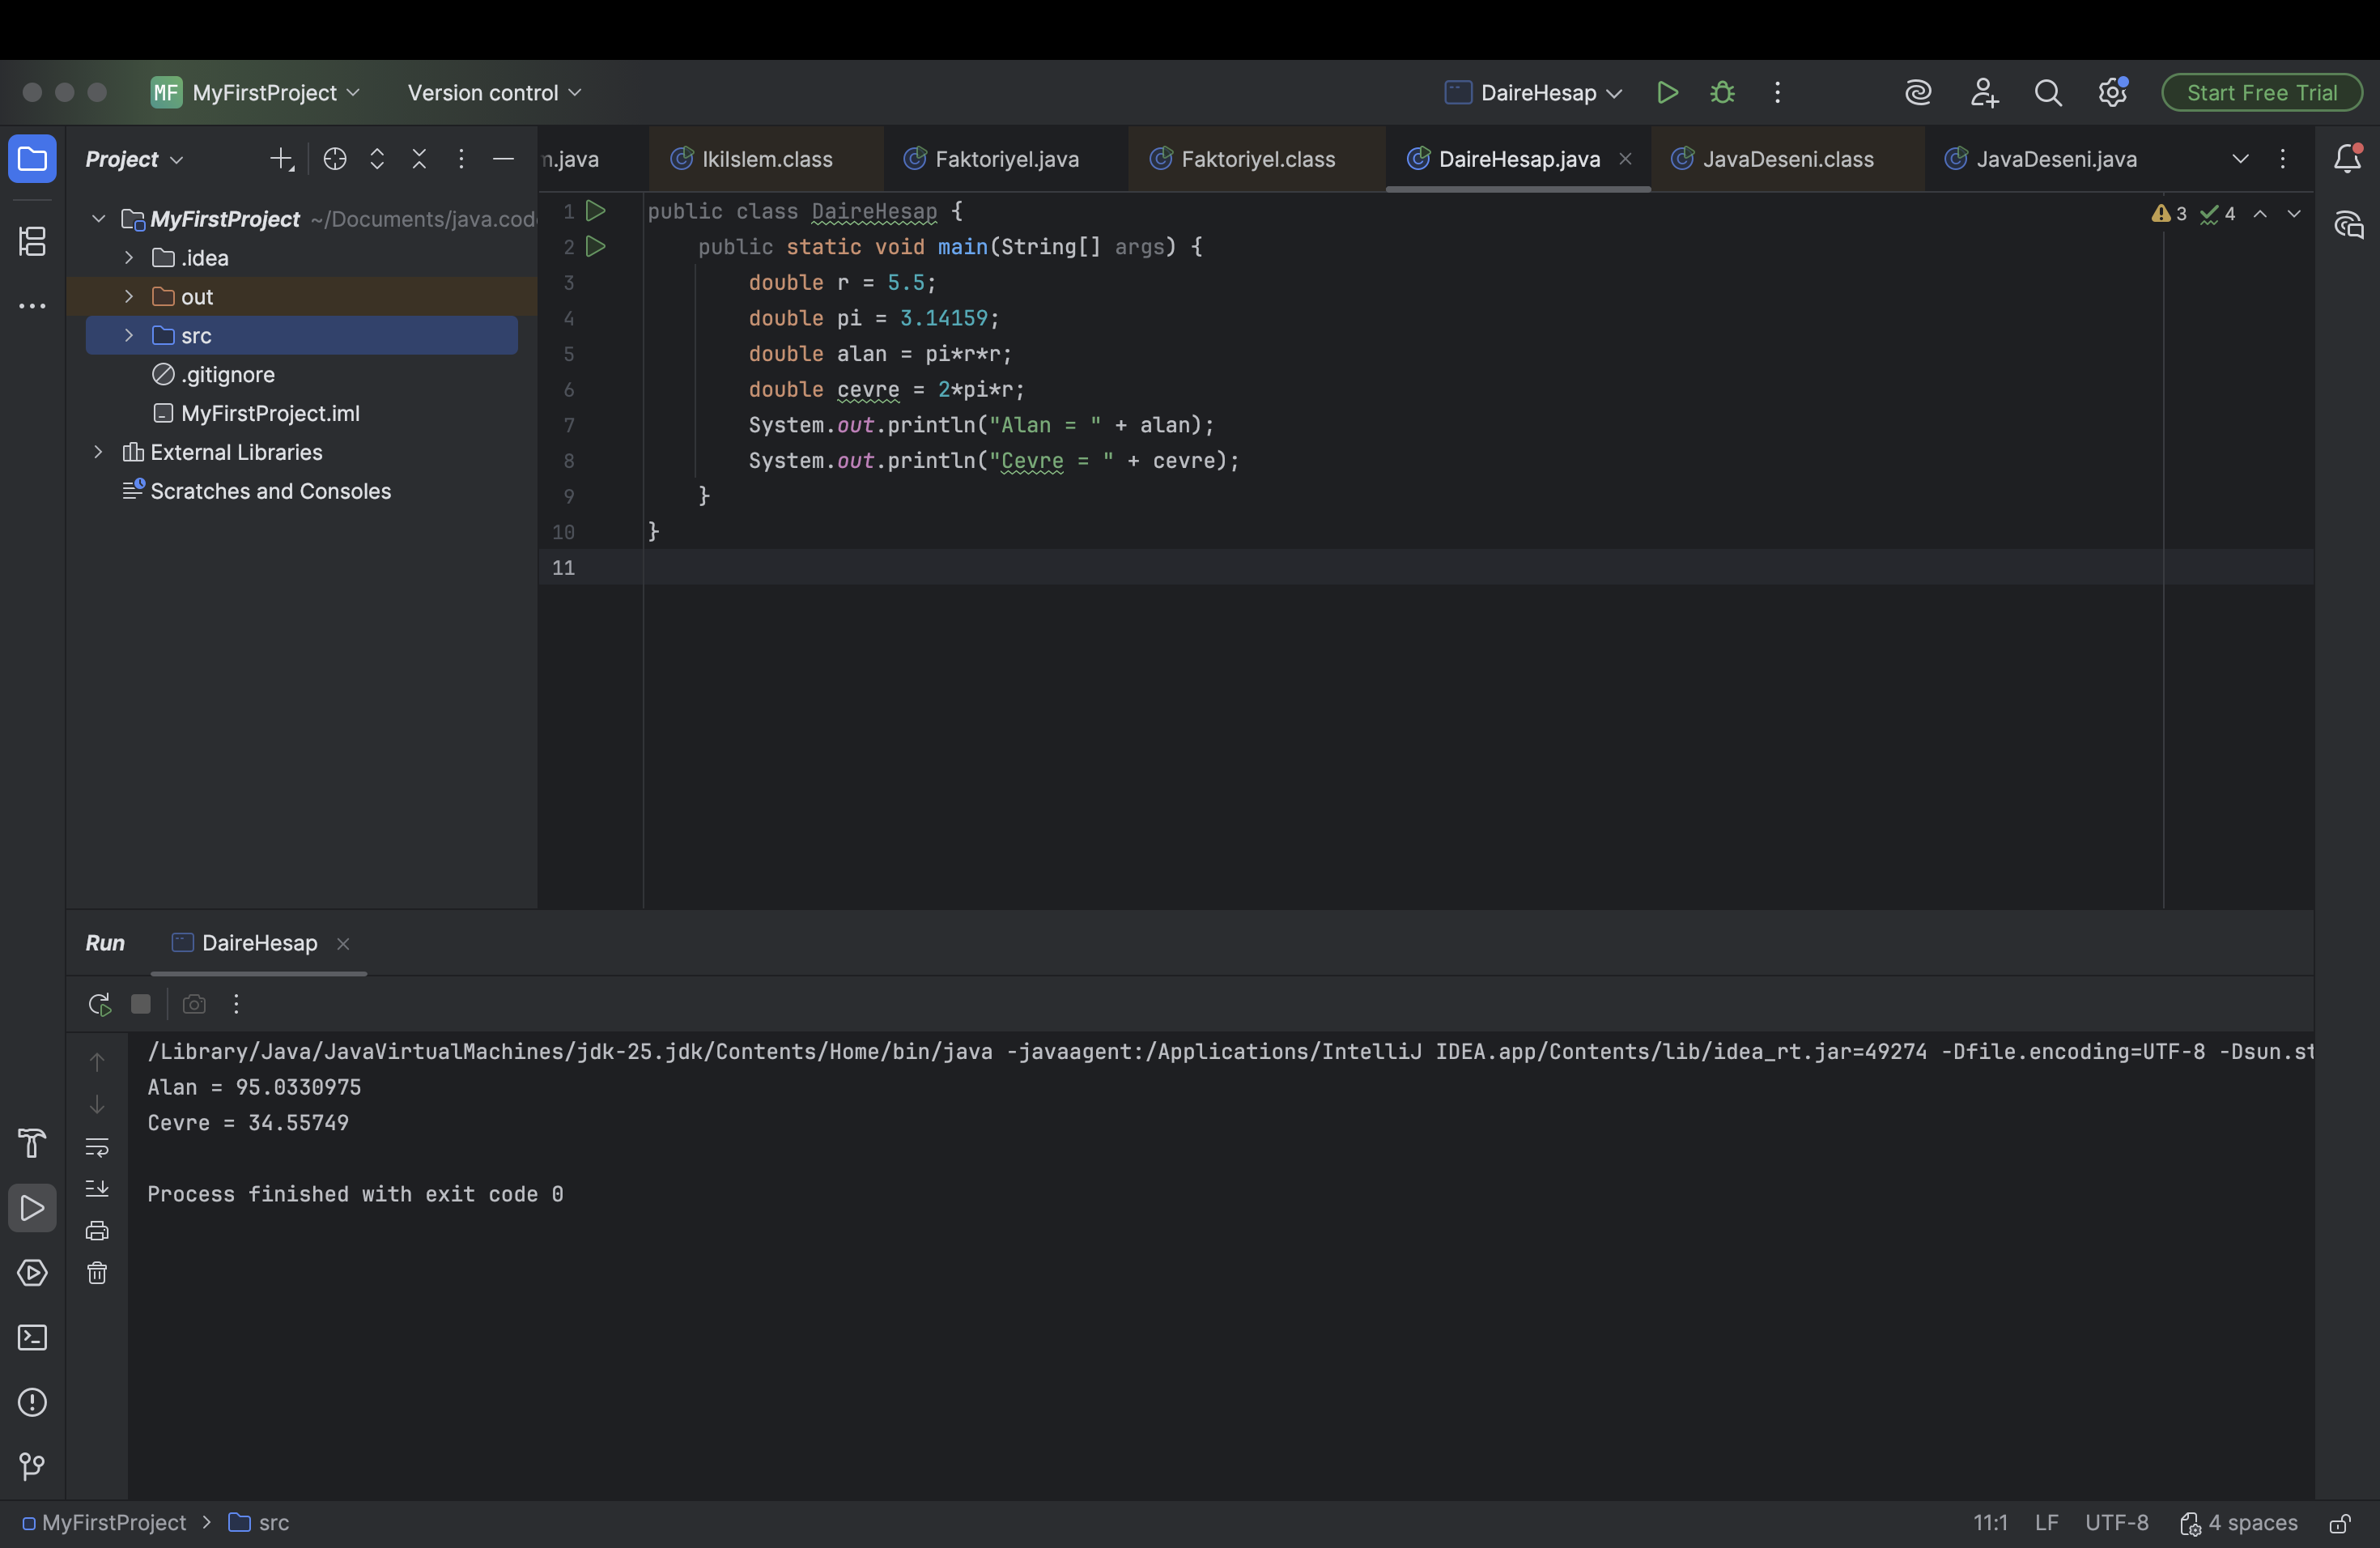 MF MyFirstProject Version control DaireHesap Start Free Trial
Project
m.java IkiIslem.class Faktoriyel.java Faktoriyel.class DaireHesap.java JavaDeseni.class JavaDeseni.java
MyFirstProject ~/Documents/java.cod
.idea
out
src
.gitignore
MyFirstProject.iml
External Libraries
Scratches and Consoles
3 4
1 public class DaireHesap {
2 public static void main(String[] args) {
3 double r = 5.5;
4 double pi = 3.14159;
5 double alan = pi*r*r;
6 double cevre = 2*pi*r;
7 System.out.println("Alan = " + alan);
8 System.out.println("Cevre = " + cevre);
9 }
10 }
11
Run DaireHesap
/Library/Java/JavaVirtualMachines/jdk-25.jdk/Contents/Home/bin/java -javaagent:/Applications/IntelliJ IDEA.app/Contents/lib/idea_rt.jar=49274 -Dfile.encoding=UTF-8 -Dsun.st
Alan = 95.0330975
Cevre = 34.55749
Process finished with exit code 0
MyFirstProject > src 11:1 LF UTF-8 4 spaces